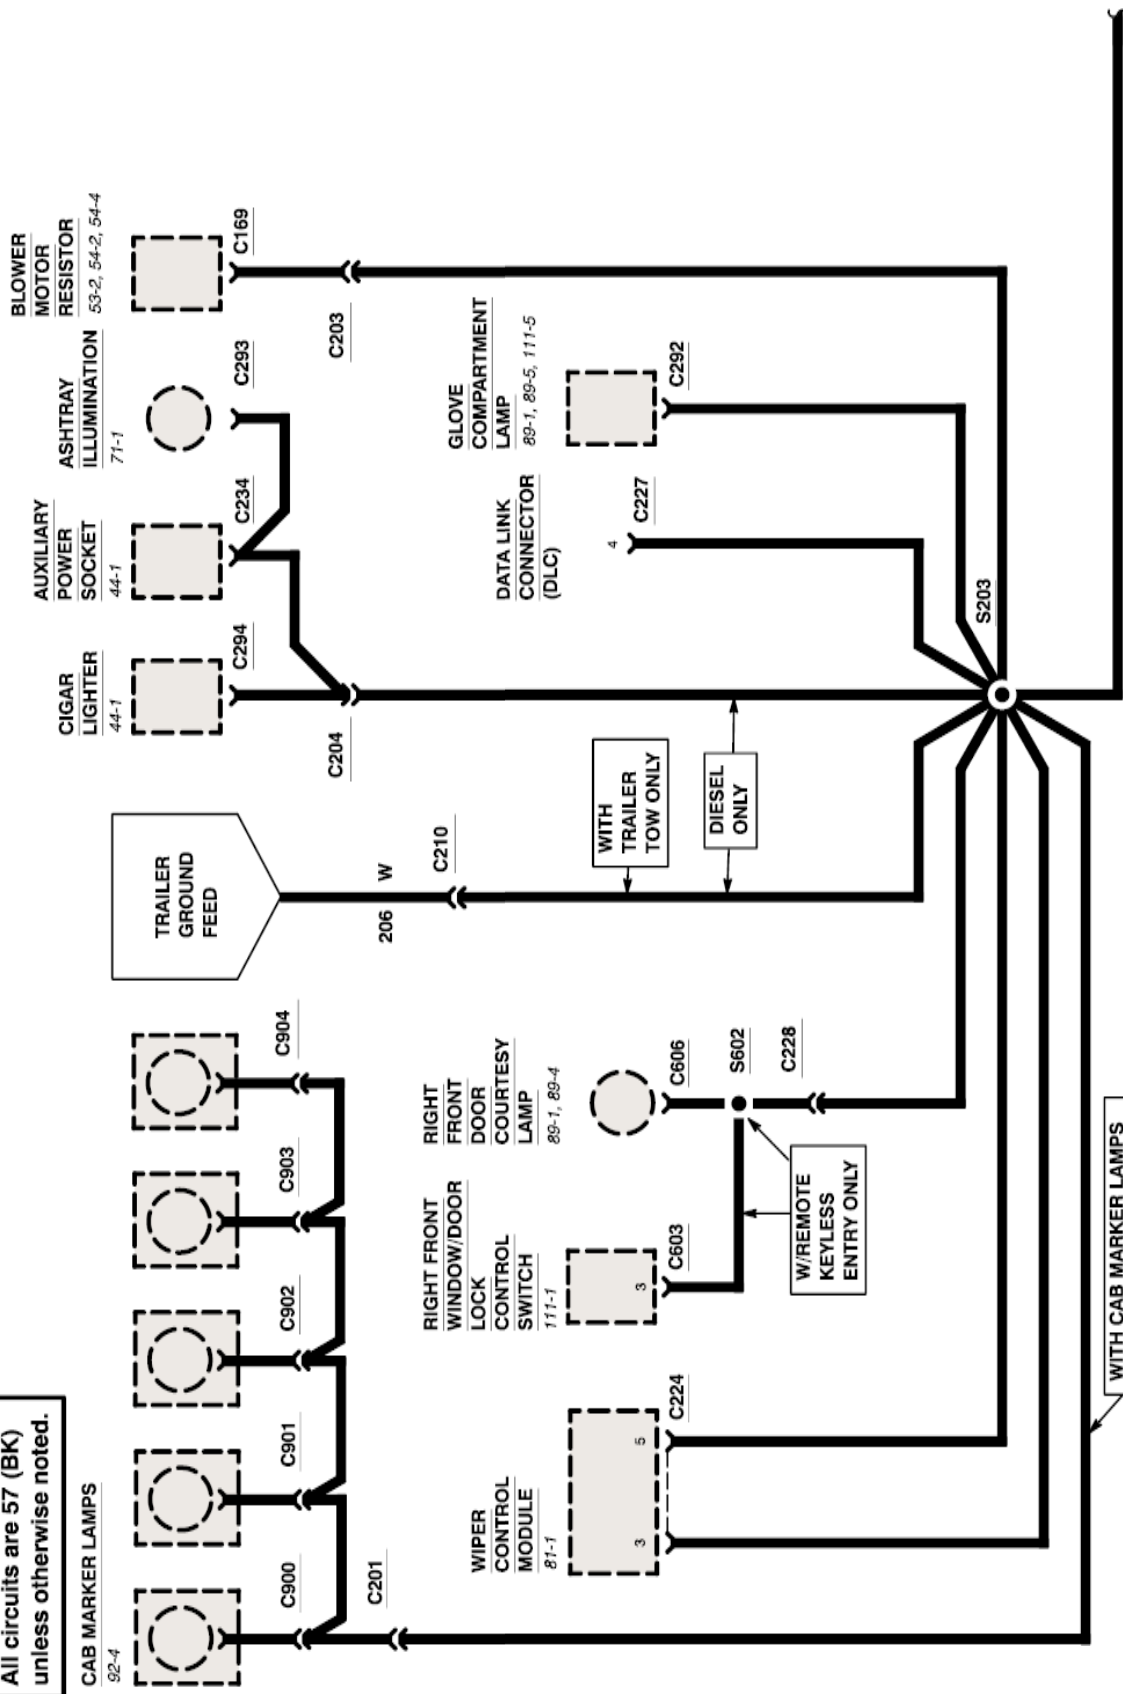 All circuits are 57 (BK)
unless otherwise noted.
CAB MARKER LAMPS
92-4
C900
C901
C902
C903
C904
C201
TRAILER
GROUND
FEED
206
W
C210
CIGAR
LIGHTER
44-1
C294
AUXILIARY
POWER
SOCKET
44-1
C234
ASHTRAY
ILLUMINATION
71-1
C293
BLOWER
MOTOR
RESISTOR
53-2, 54-2, 54-4
C169
C204
C203
WIPER
CONTROL
MODULE
81-1
3
5
C224
RIGHT FRONT
WINDOW/DOOR
LOCK
CONTROL
SWITCH
111-1
3
C603
RIGHT
FRONT
DOOR
COURTESY
LAMP
89-1, 89-4
C606
S602
C228
W/REMOTE
KEYLESS
ENTRY ONLY
WITH
TRAILER
TOW ONLY
DIESEL
ONLY
DATA LINK
CONNECTOR
(DLC)
4
C227
GLOVE
COMPARTMENT
LAMP
89-1, 89-5, 111-5
C292
S203
WITH CAB MARKER LAMPS